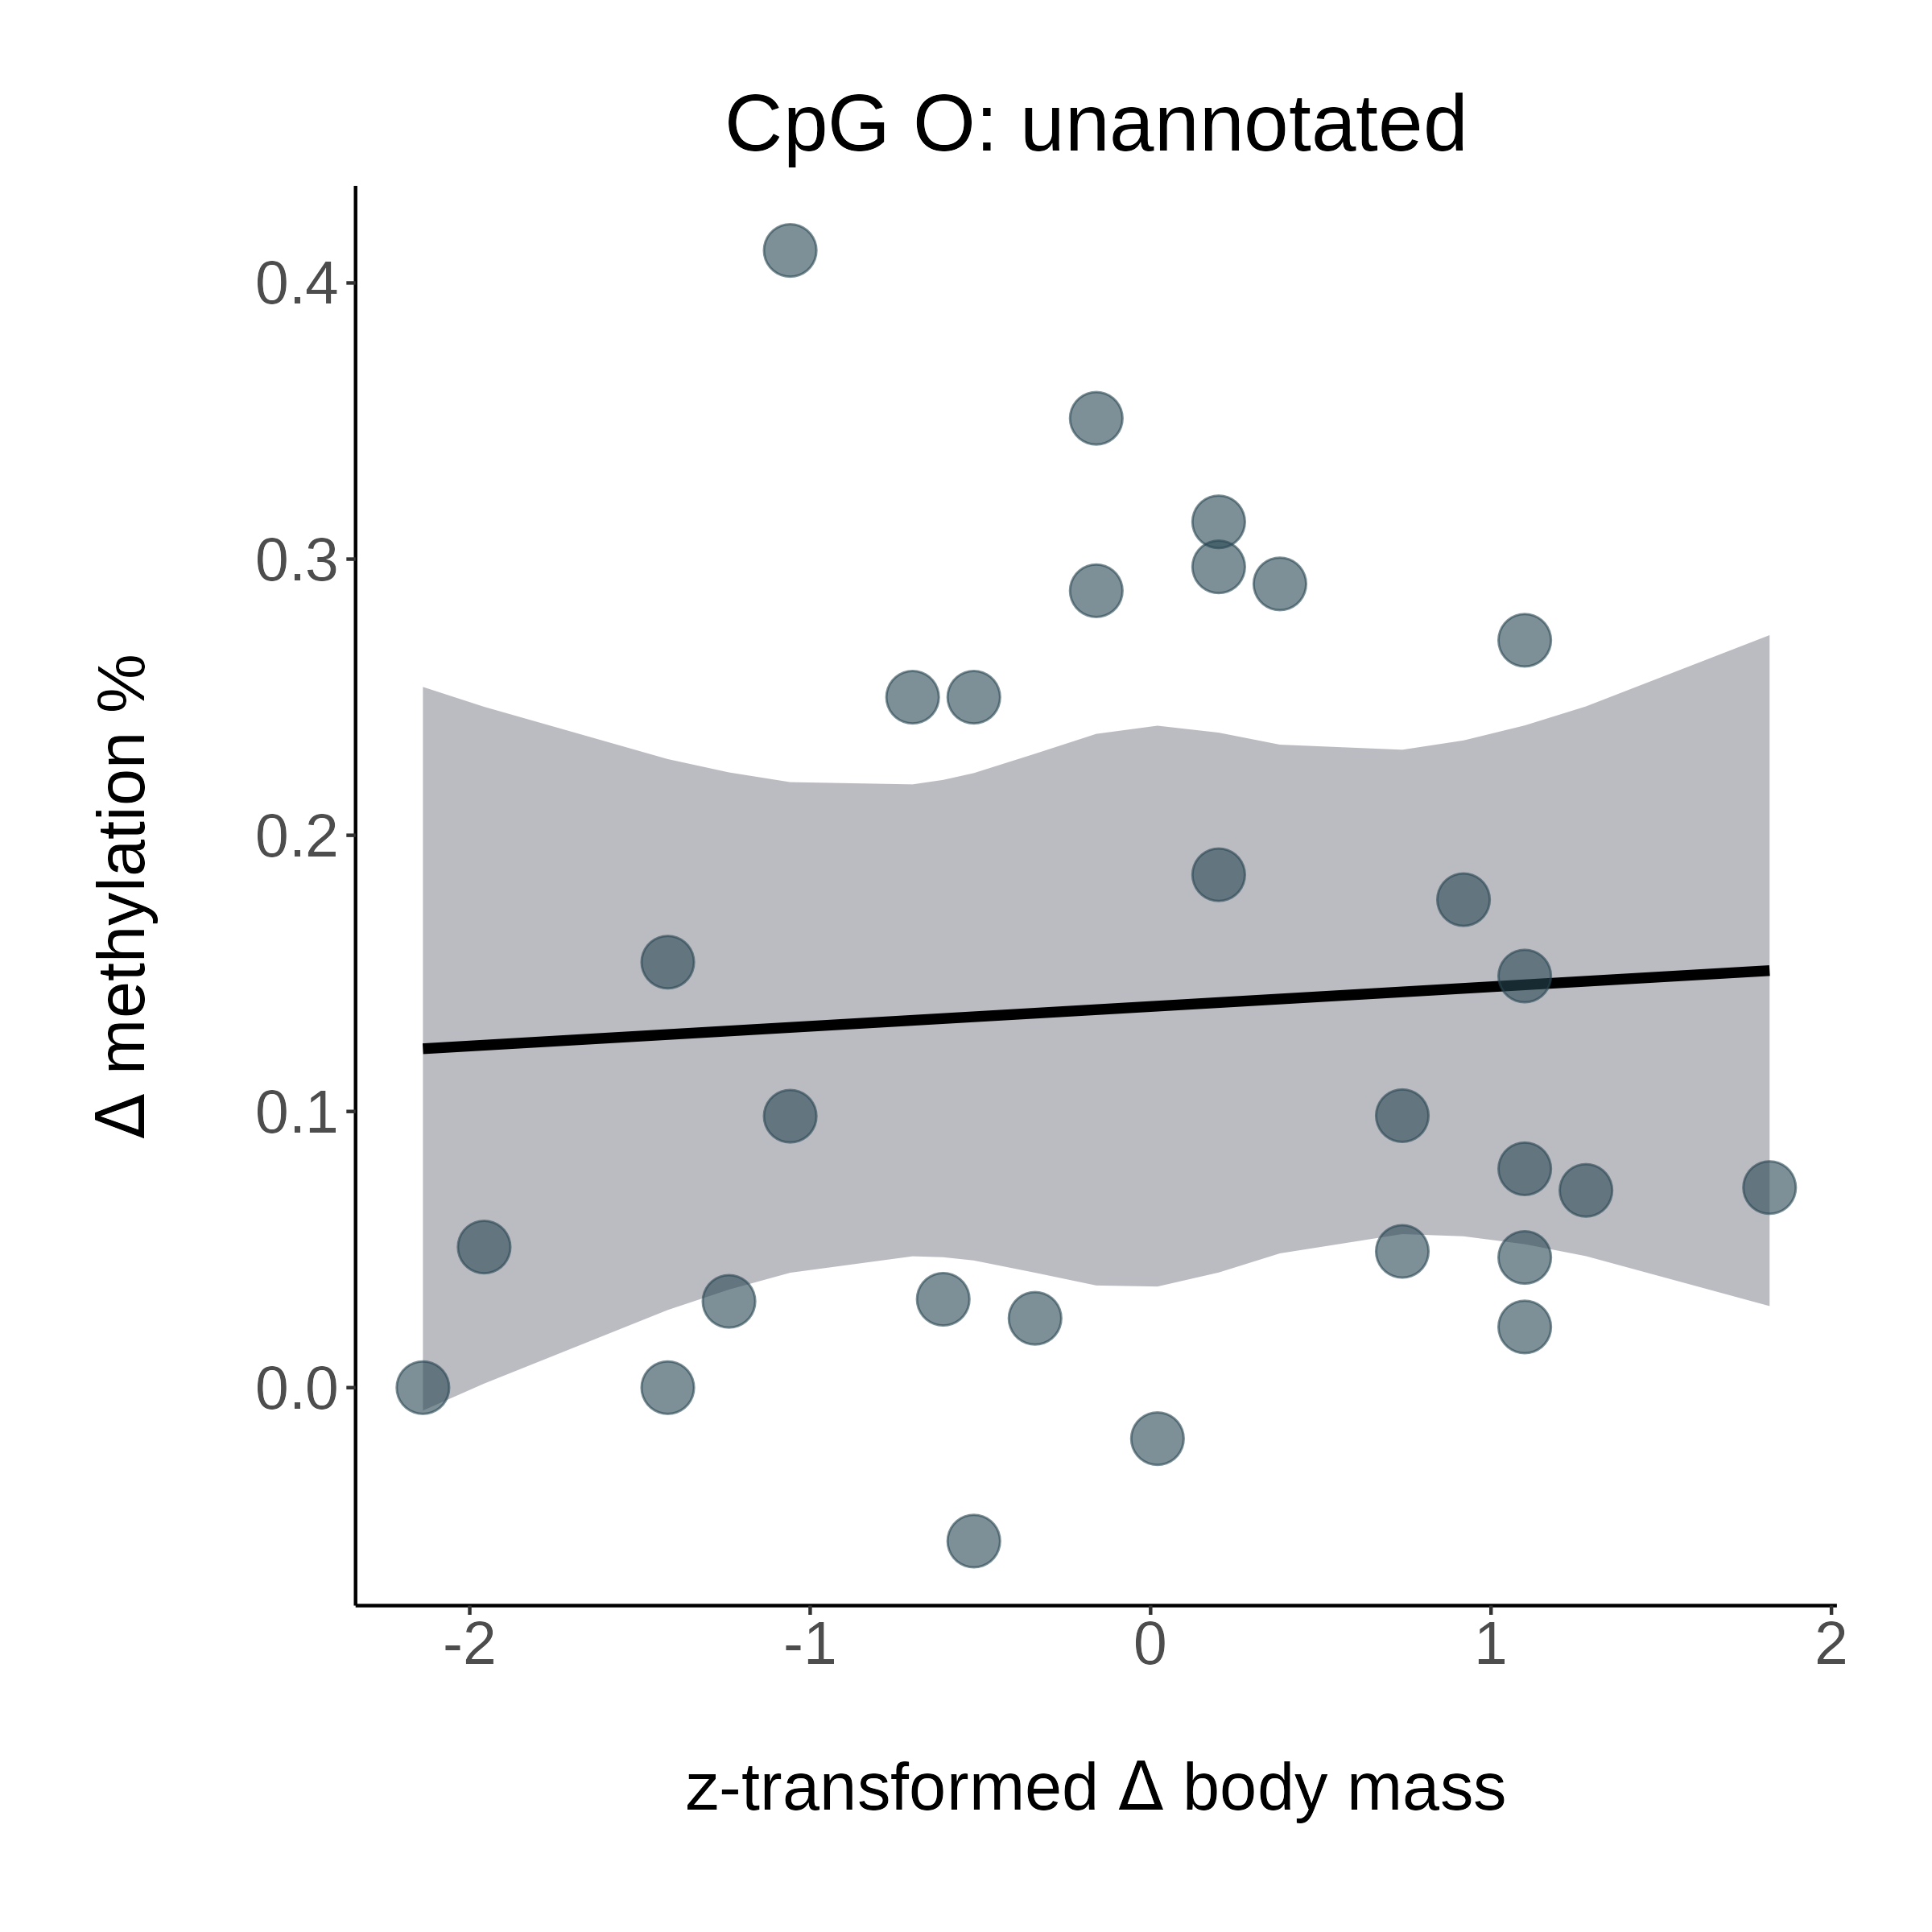 CpG O: unannotated
Δ methylation %
0.4
0.3
0.2
0.1
0.0
-2 -1 0 1 2
z-transformed Δ body mass